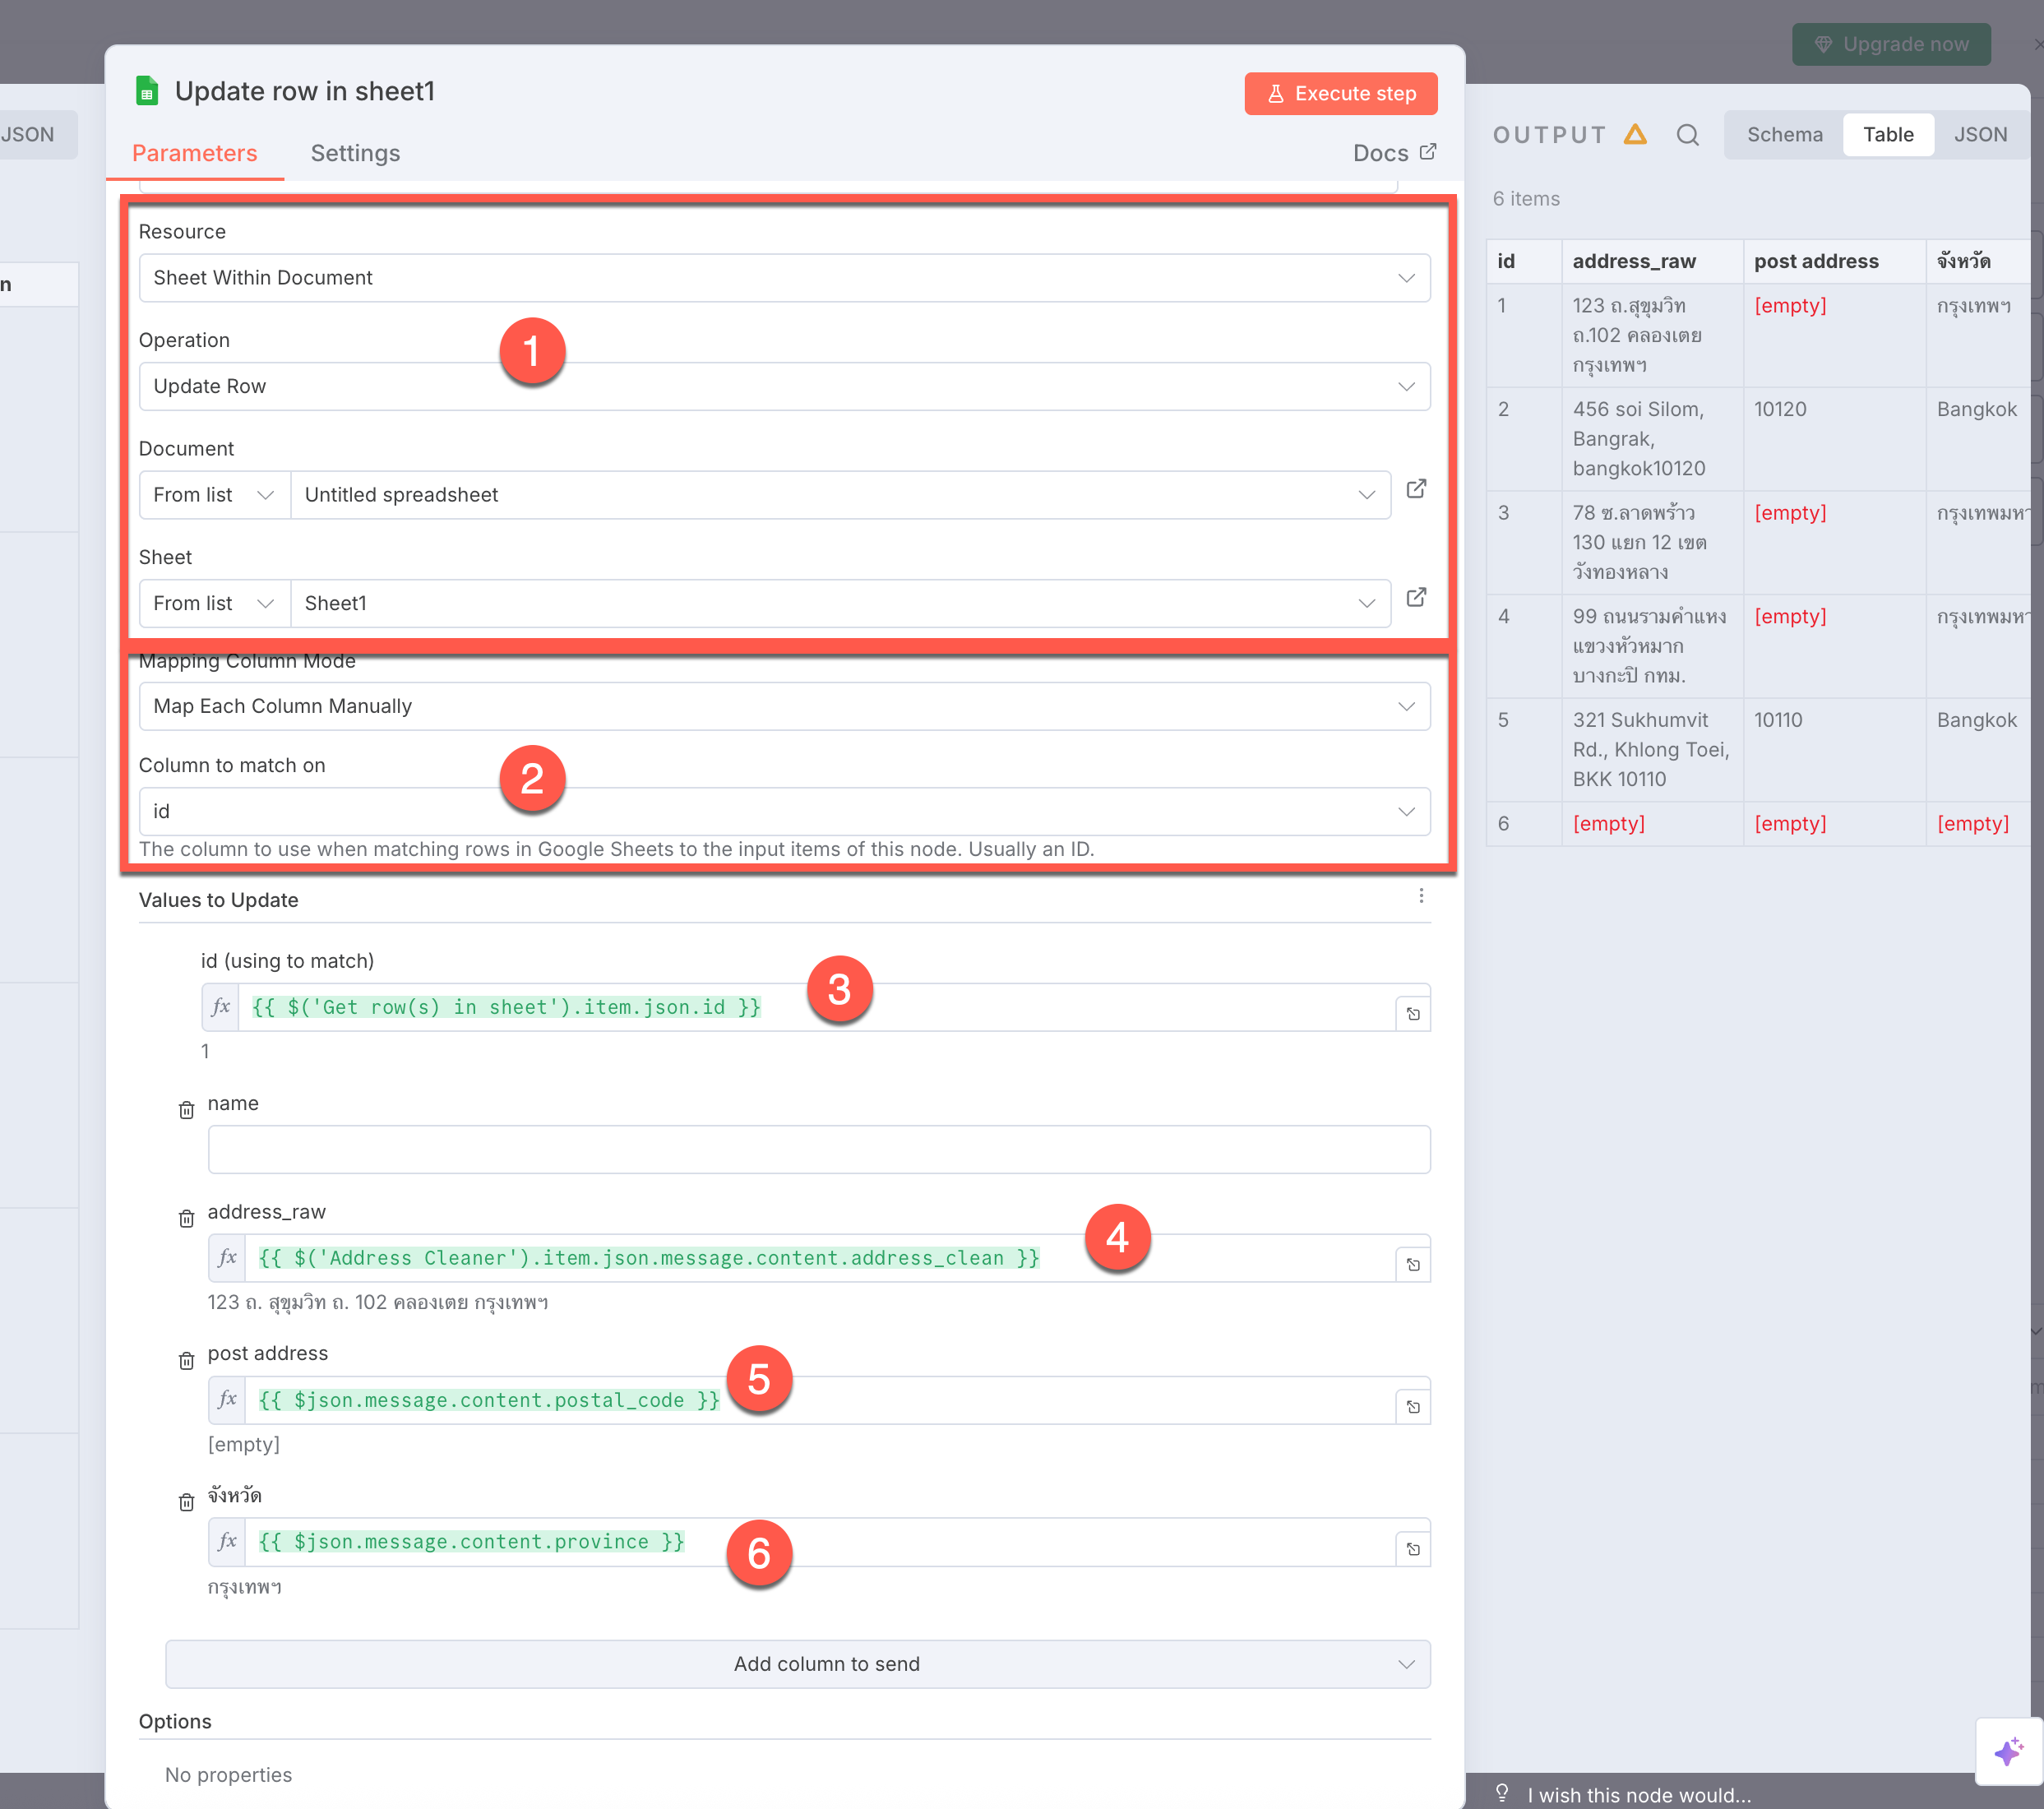 Upgrade now
Update row in sheet1
Execute step
JSON
Parameters
Settings
Docs
OUTPUT
Schema
Table
JSON
6 items
n
Resource
Sheet Within Document
1
Operation
Update Row
Document
From list
Untitled spreadsheet
Sheet
From list
Sheet1
Mapping Column Mode
Map Each Column Manually
2
Column to match on
id
The column to use when matching rows in Google Sheets to the input items of this node. Usually an ID.
Values to Update
id (using to match)
3
fx {{ $('Get row(s) in sheet').item.json.id }}
1
name
address_raw
4
fx {{ $('Address Cleaner').item.json.message.content.address_clean }}
123 ถ. สุขุมวิท ถ. 102 คลองเตย กรุงเทพฯ
post address
5
fx {{ $json.message.content.postal_code }}
[empty]
จังหวัด
6
fx {{ $json.message.content.province }}
กรุงเทพฯ
Add column to send
Options
No properties
id address_raw post address จังหวัด
1 123 ถ.สุขุมวิท [empty] กรุงเทพฯ
ถ.102 คลองเตย
กรุงเทพฯ
2 456 soi Silom, 10120 Bangkok
Bangrak,
bangkok10120
3 78 ซ.ลาดพร้าว [empty] กรุงเทพมหา
130 แยก 12 เขต
วังทองหลาง
4 99 ถนนรามคำแหง [empty] กรุงเทพมหา
แขวงหัวหมาก
บางกะปิ กทม.
5 321 Sukhumvit 10110 Bangkok
Rd., Khlong Toei,
BKK 10110
6 [empty] [empty] [empty]
I wish this node would...